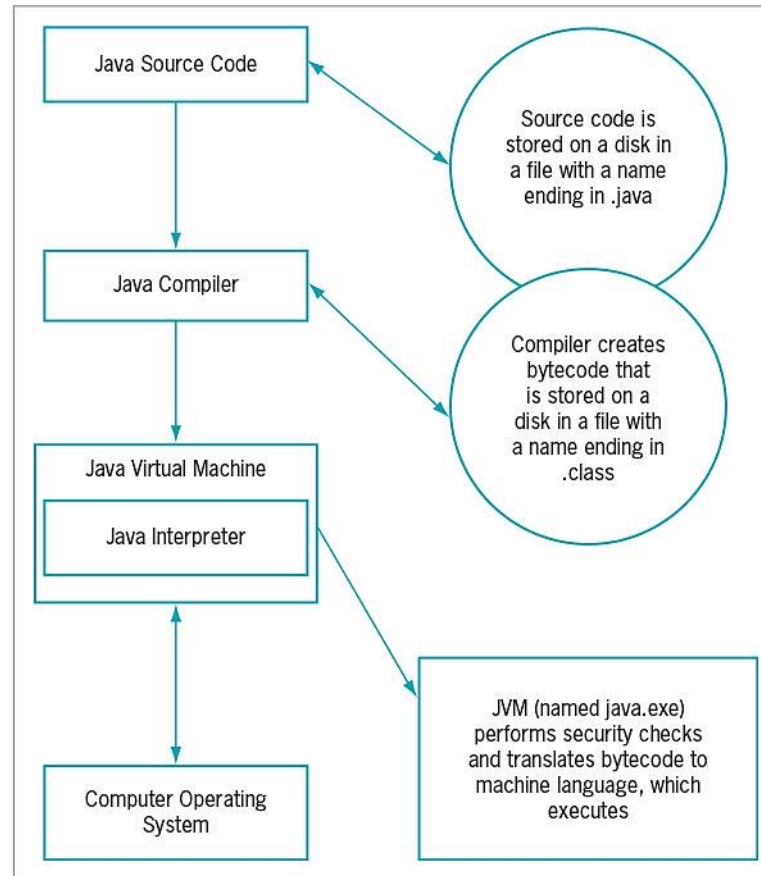 Java Source Code
Source code is
stored on a disk in
a file with a name
ending in .java
Java Compiler
Compiler creates
bytecode that
is stored on a
disk in a file with
a name ending in
.class
Java Virtual Machine
Java Interpreter
JVM (named java.exe)
performs security checks
and translates bytecode to
machine language, which
executes
Computer Operating
System